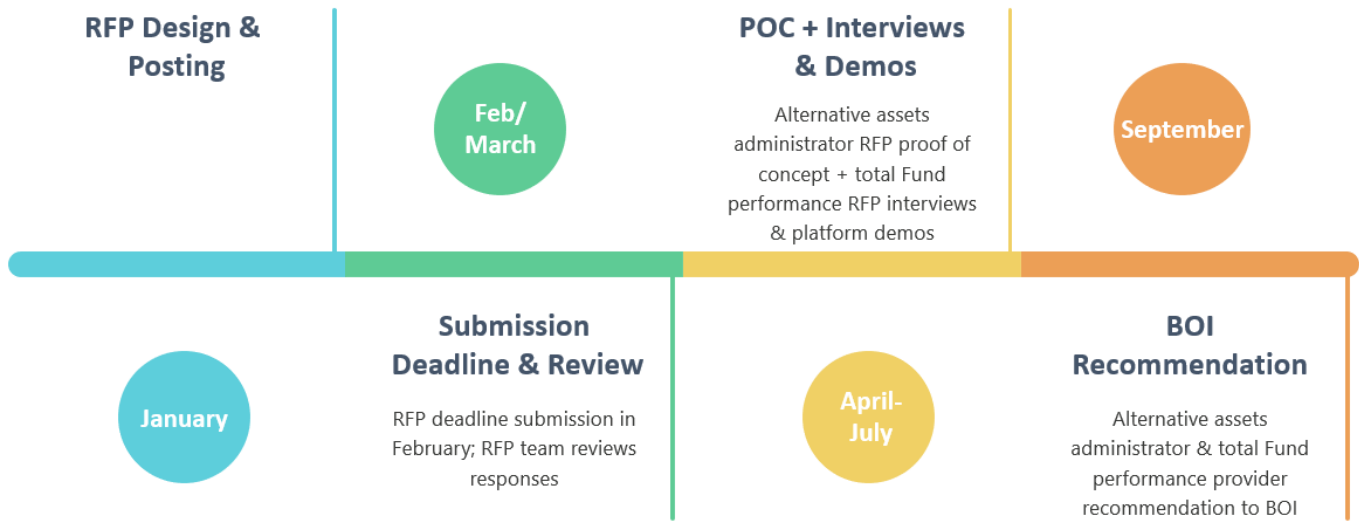 RFP Design &
Posting
January
Feb/
March
Submission
Deadline & Review
RFP deadline submission in
February; RFP team reviews
responses
POC + Interviews
& Demos
Alternative assets
administrator RFP proof of
concept + total Fund
performance RFP interviews
& platform demos
April-
July
September
BOI
Recommendation
Alternative assets
administrator & total Fund
performance provider
recommendation to BOI